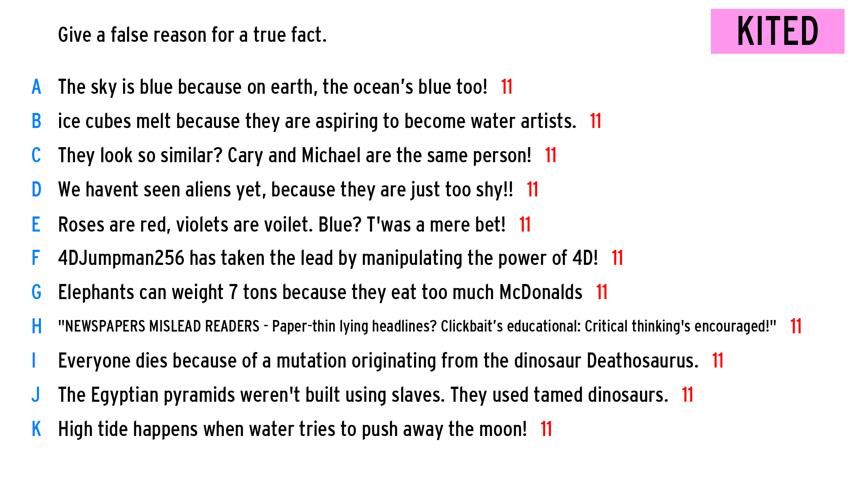 Give a false reason for a true fact.
KITED
A The sky is blue because on earth, the ocean's blue too! 11
B ice cubes melt because they are aspiring to become water artists. 11
C They look so similar? Cary and Michael are the same person! 11
D We havent seen aliens yet, because they are just too shy!! 11
E Roses are red, violets are voilet. Blue? T'was a mere bet! 11
F 4DJumpman256 has taken the lead by manipulating the power of 4D! 11
G Elephants can weight 7 tons because they eat too much McDonalds 11
H "NEWSPAPERS MISLEAD READERS - Paper-thin lying headlines? Clickbait's educational: Critical thinking's encouraged!" 11
I Everyone dies because of a mutation originating from the dinosaur Deathosaurus. 11
J The Egyptian pyramids weren't built using slaves. They used tamed dinosaurs. 11
K High tide happens when water tries to push away the moon! 11